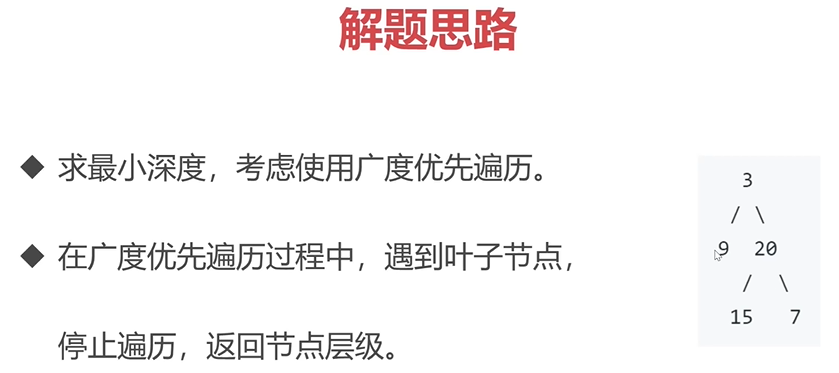 解题思路
◆ 求最小深度，考虑使用广度优先遍历。
◆ 在广度优先遍历过程中，遇到叶子节点，
停止遍历，返回节点层级。
3
/ \
9 20
/ \
15 7